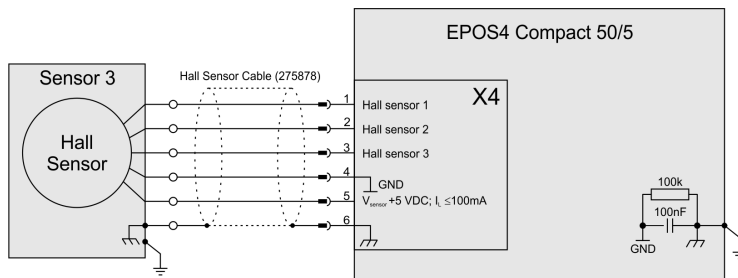 EPOS4 Compact 50/5
Sensor 3
Hall Sensor Cable (275878)
X4
1
Hall sensor 1
2
Hall sensor 2
Hall
Sensor
3
Hall sensor 3
4
GND
5
Vsensor +5 VDC; IL ≤100mA
6
100k
100nF
GND